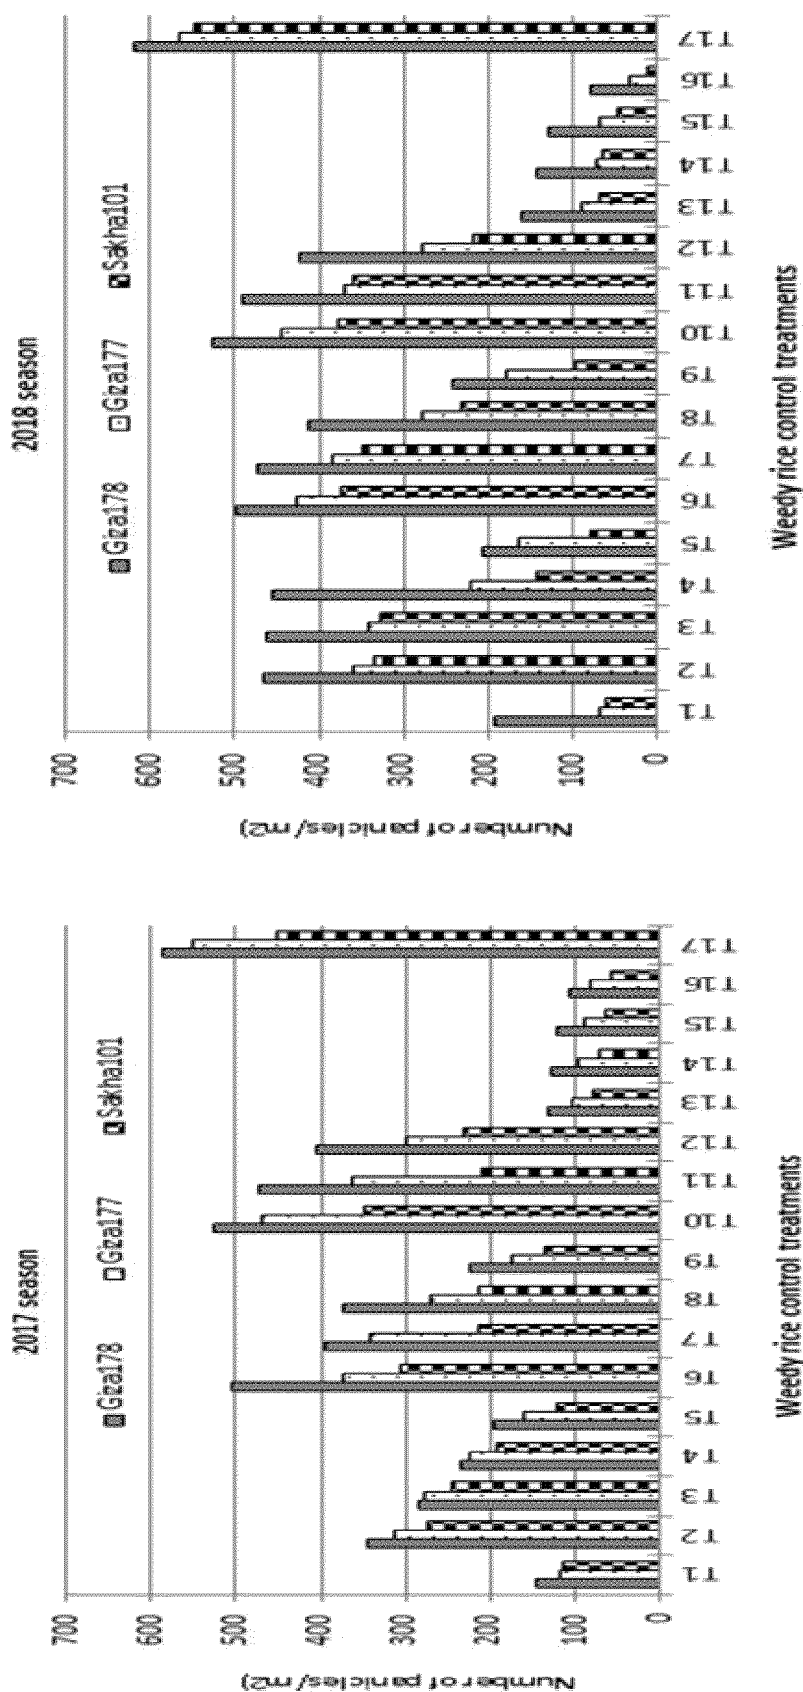 2017 season
Giza178 Giza177 Sakha101
Number of panicles/m2)
700
600
500
400
300
200
100
0
T1 T2 T3 T4 T5 T6 T7 T8 T9 T10 T11 T12 T13 T14 T15 T16 T17
Weedy rice control treatments
2018 season
Giza178 Giza177 Sakha101
Number of panicles/m2)
700
600
500
400
300
200
100
0
T1 T2 T3 T4 T5 T6 T7 T8 T9 T10 T11 T12 T13 T14 T15 T16 T17
Weedy rice control treatments